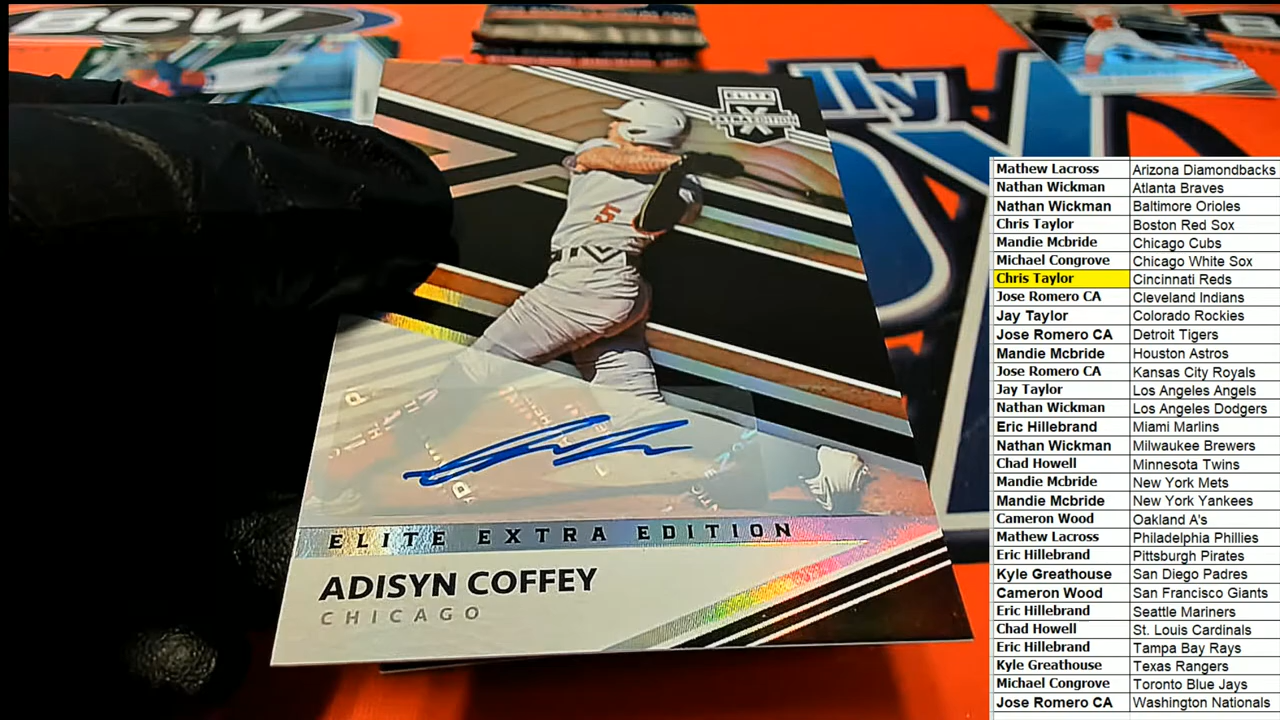 BCW
lly
ELITE
EXTRA EDITION
5
ELITE EXTRA EDITION
ADISYN COFFEY
CHICAGO
Mathew Lacross Arizona Diamondbacks
Nathan Wickman Atlanta Braves
Nathan Wickman Baltimore Orioles
Chris Taylor Boston Red Sox
Mandie Mcbride Chicago Cubs
Michael Congrove Chicago White Sox
Chris Taylor Cincinnati Reds
Jose Romero CA Cleveland Indians
Jay Taylor Colorado Rockies
Jose Romero CA Detroit Tigers
Mandie Mcbride Houston Astros
Jose Romero CA Kansas City Royals
Jay Taylor Los Angeles Angels
Nathan Wickman Los Angeles Dodgers
Eric Hillebrand Miami Marlins
Nathan Wickman Milwaukee Brewers
Chad Howell Minnesota Twins
Mandie Mcbride New York Mets
Mandie Mcbride New York Yankees
Cameron Wood Oakland A's
Mathew Lacross Philadelphia Phillies
Eric Hillebrand Pittsburgh Pirates
Kyle Greathouse San Diego Padres
Cameron Wood San Francisco Giants
Eric Hillebrand Seattle Mariners
Chad Howell St. Louis Cardinals
Eric Hillebrand Tampa Bay Rays
Kyle Greathouse Texas Rangers
Michael Congrove Toronto Blue Jays
Jose Romero CA Washington Nationals